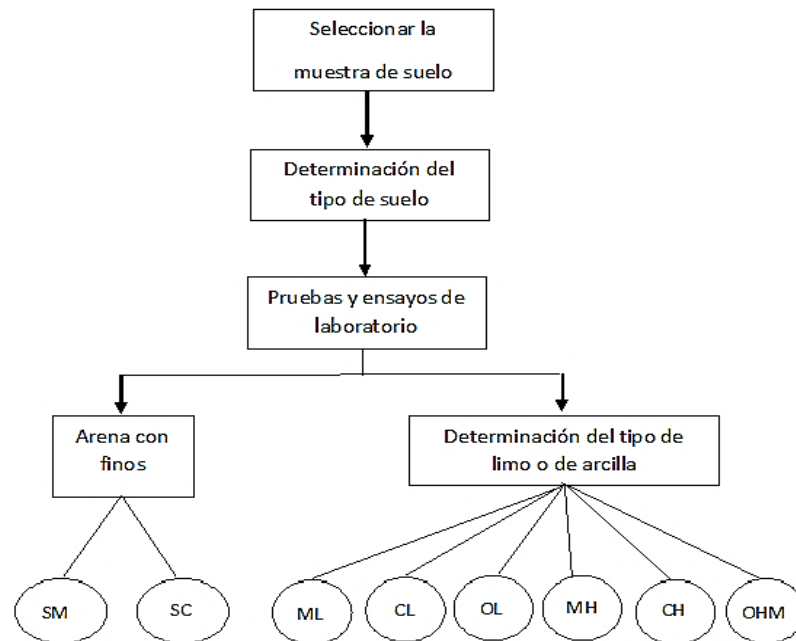 Seleccionar la
muestra de suelo
Determinación del
tipo de suelo
Pruebas y ensayos de
laboratorio
Arena con
finos
Determinación del tipo de
limo o de arcilla
SM
SC
ML
CL
OL
MH
CH
OHM